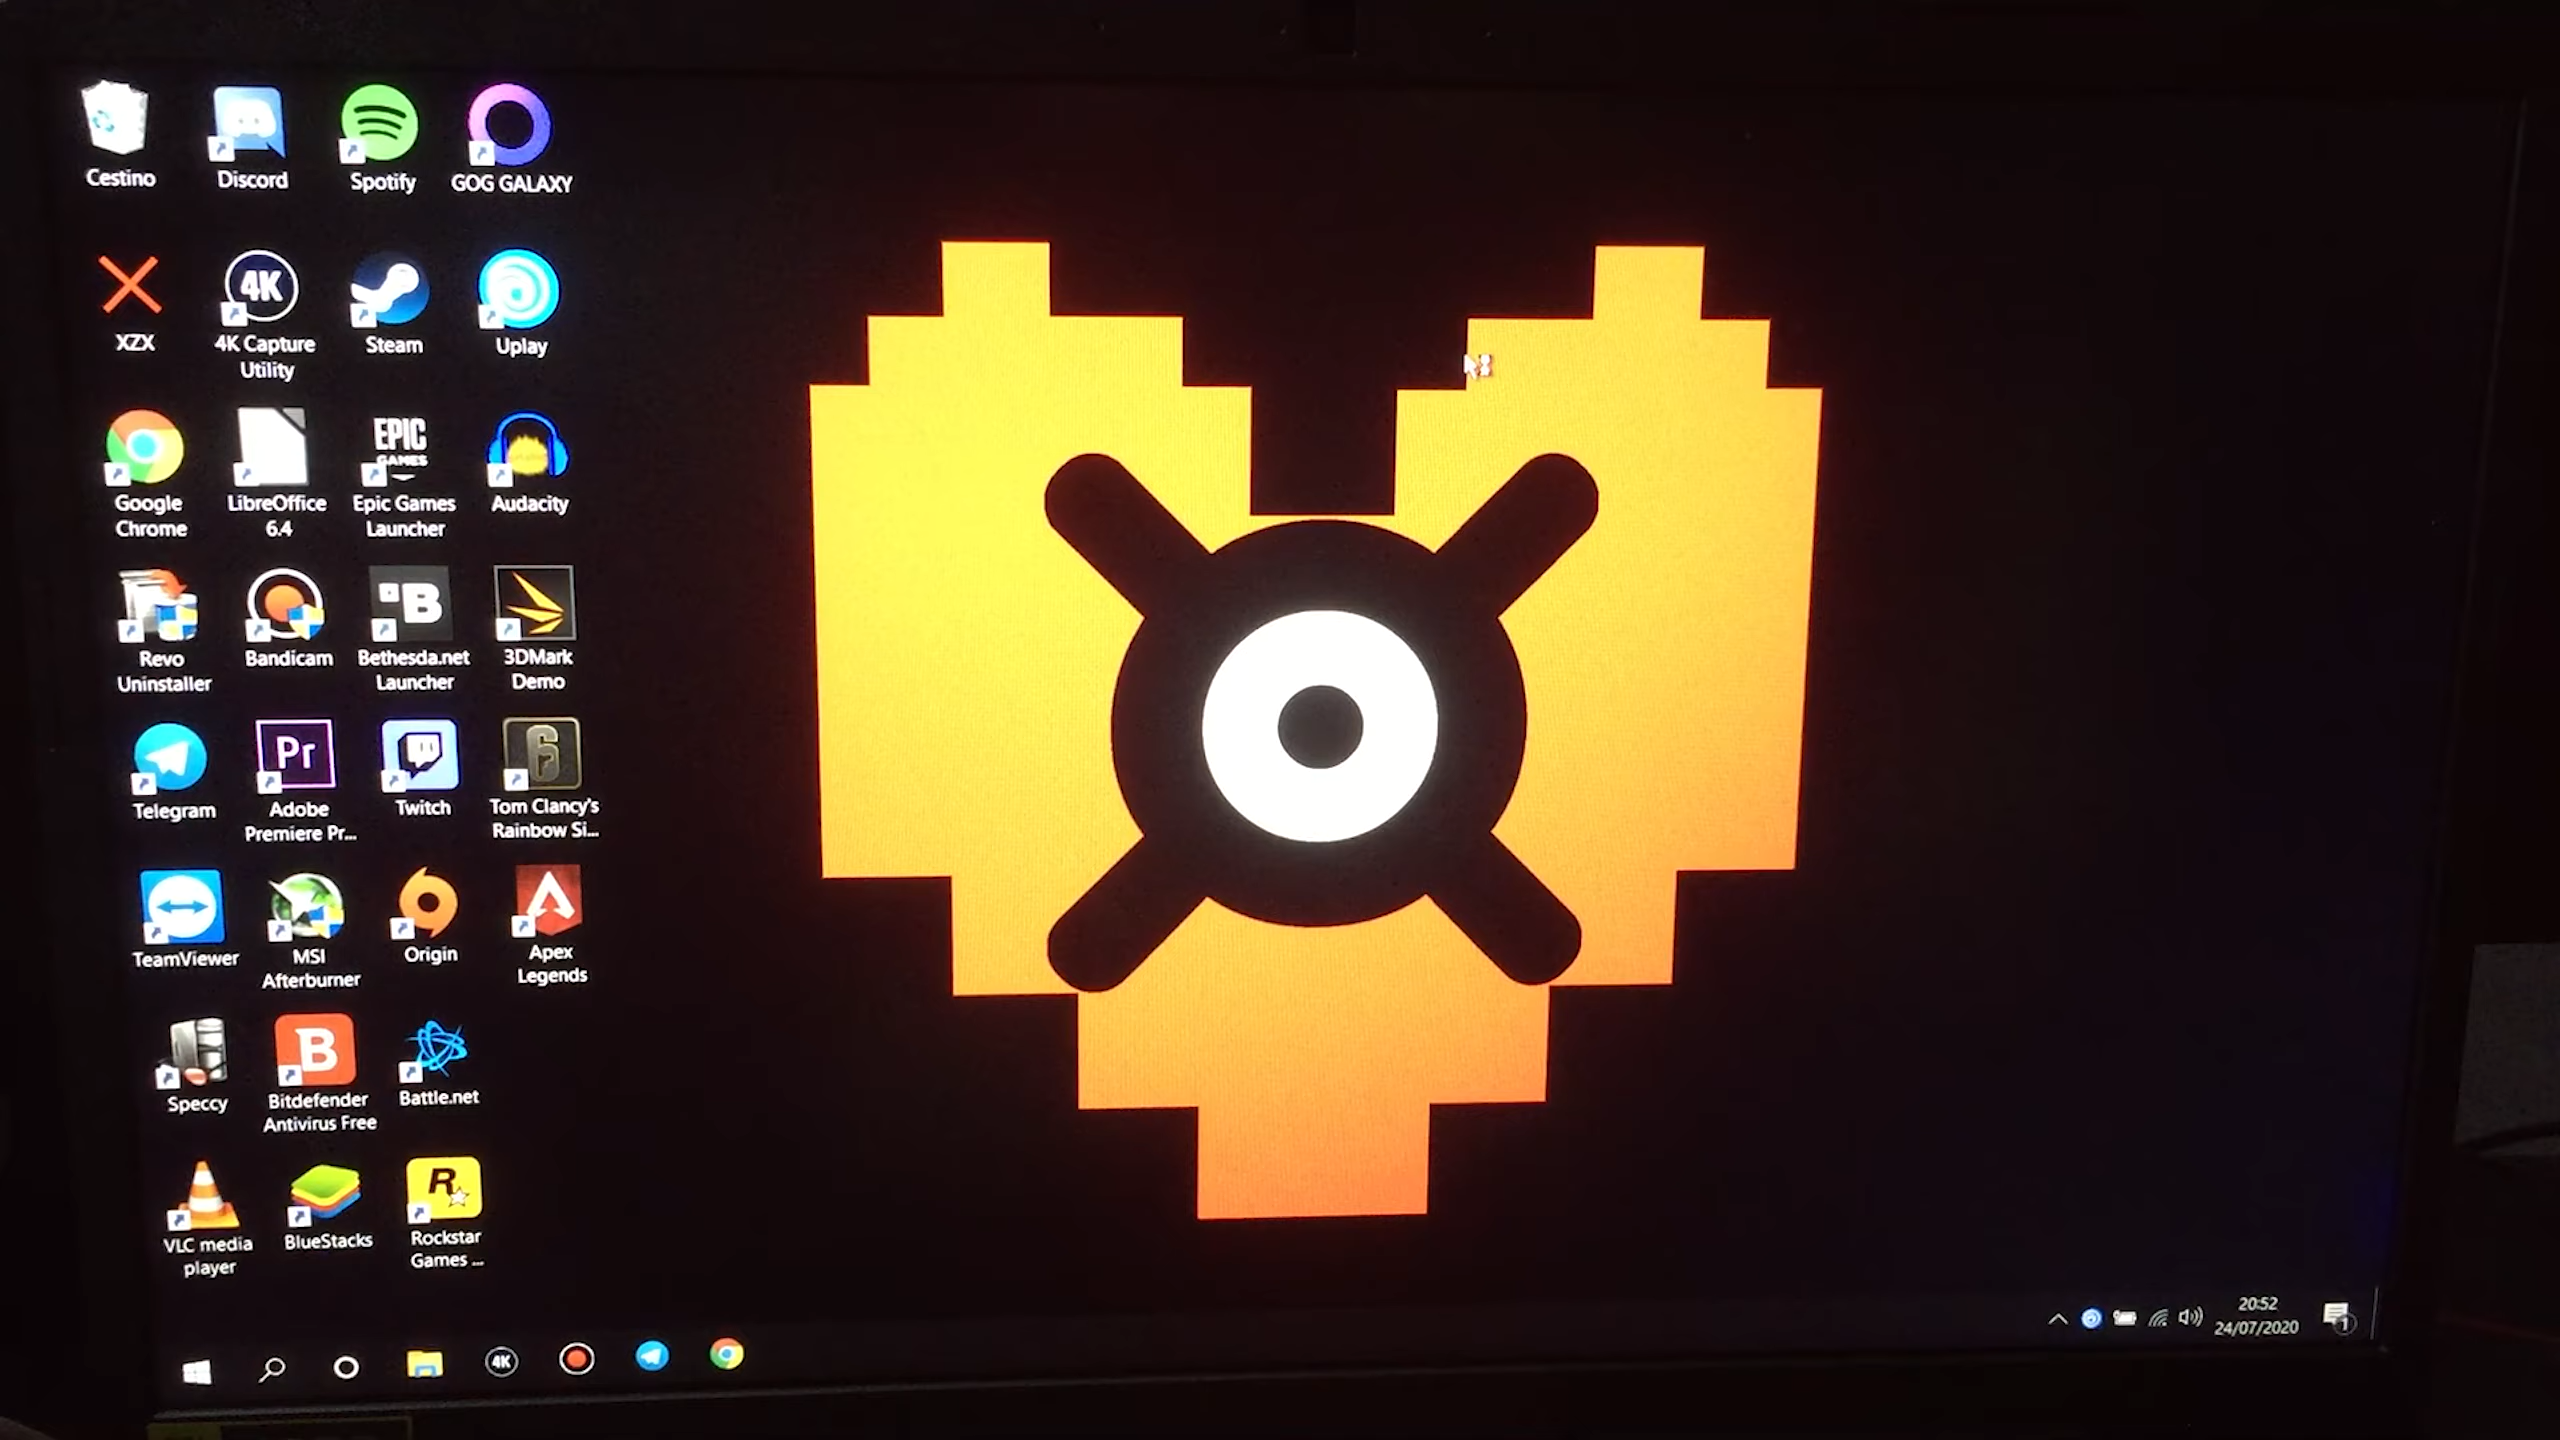 Cestino
Discord
Spotify
GOG GALAXY
XZX
4K
4K Capture
Utility
Steam
Uplay
Google
Chrome
LibreOffice
6.4
EPIC
GAMES
Epic Games
Launcher
Audacity
Revo
Uninstaller
Bandicam
B
Bethesda.net
Launcher
3DMark
Demo
Telegram
Pr
Adobe
Premiere Pr...
Twitch
6
Tom Clancy's
Rainbow Si...
TeamViewer
MSI
Afterburner
Origin
Apex
Legends
Speccy
B
Bitdefender
Antivirus Free
Battle.net
VLC media
player
BlueStacks
R
Rockstar
Games ...
4K
20:52
24/07/2020
1